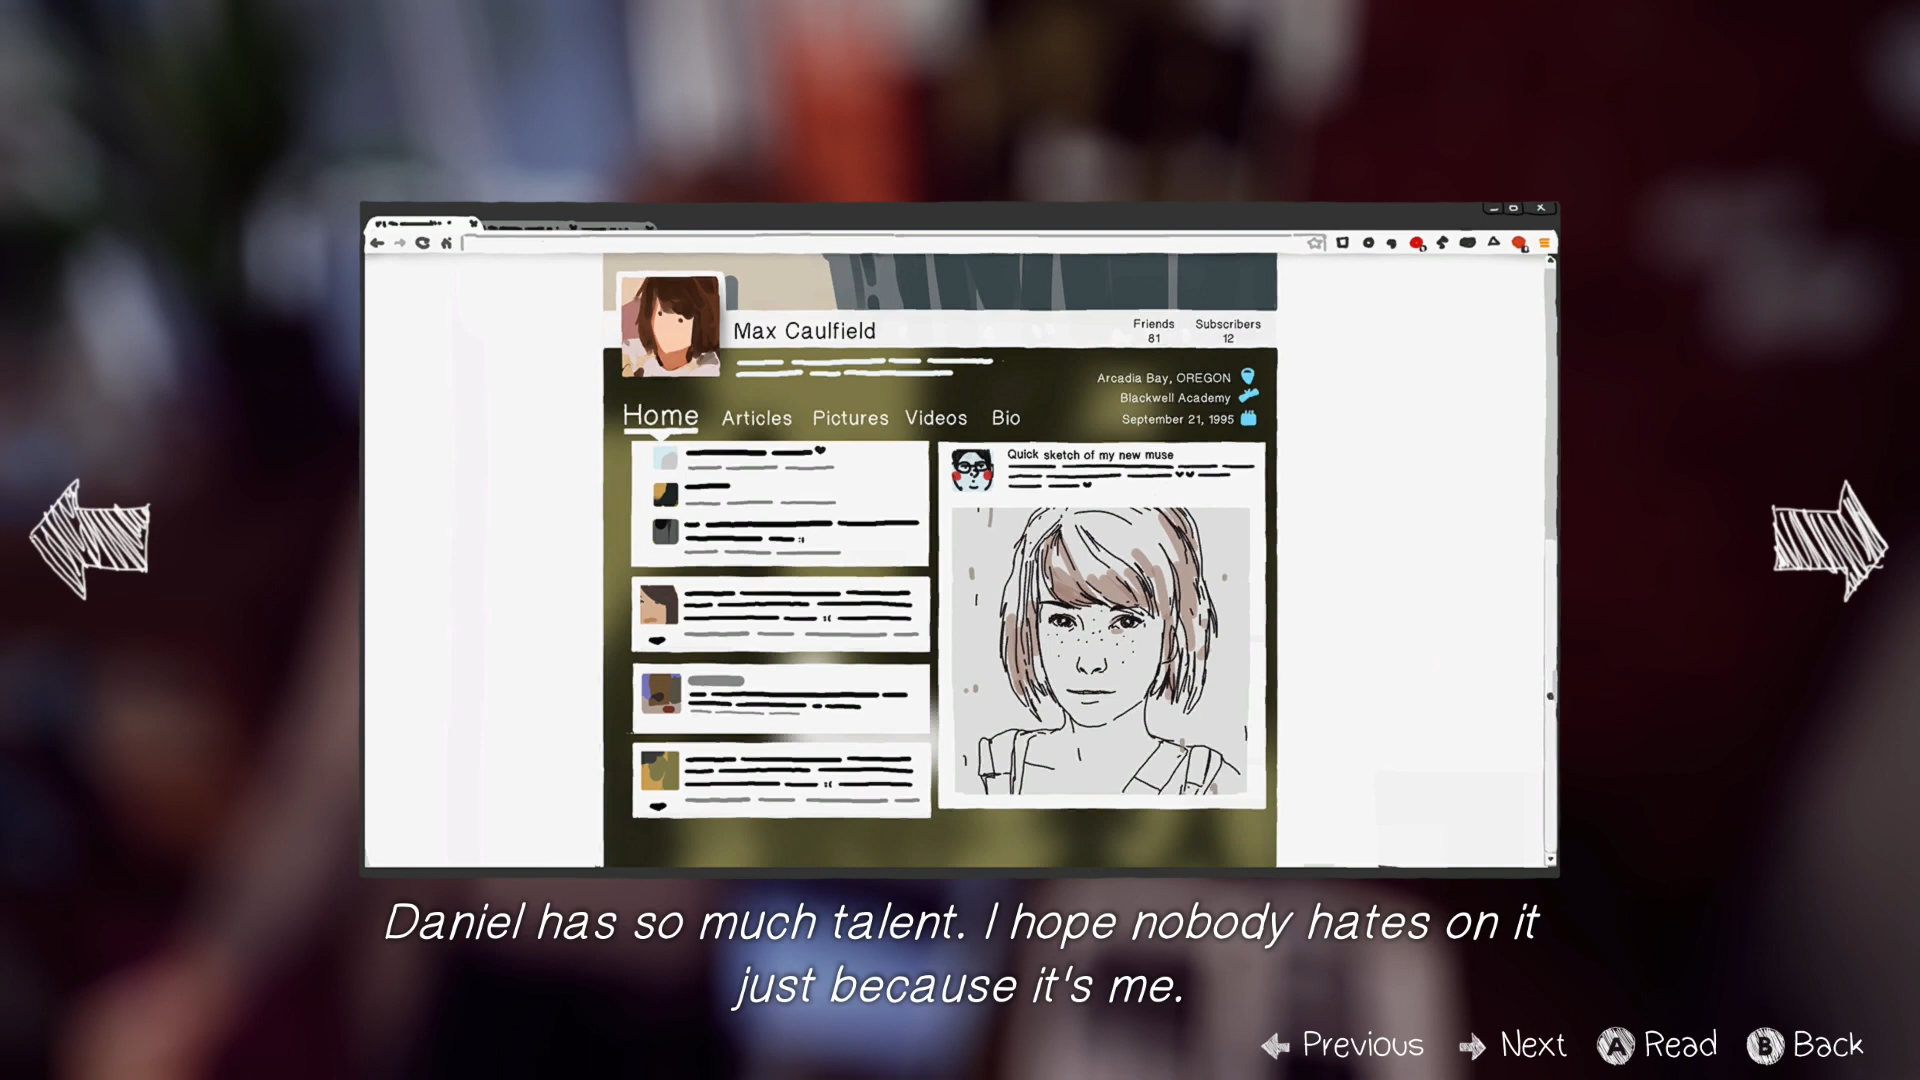 Max Caulfield
Friends
81
Subscribers
12
Arcadia Bay, OREGON
Blackwell Academy
September 21, 1995
Home
Articles
Pictures
Videos
Bio
Quick sketch of my new muse
Daniel has so much talent. I hope nobody hates on it
just because it's me.
Previous
Next
A Read
B Back